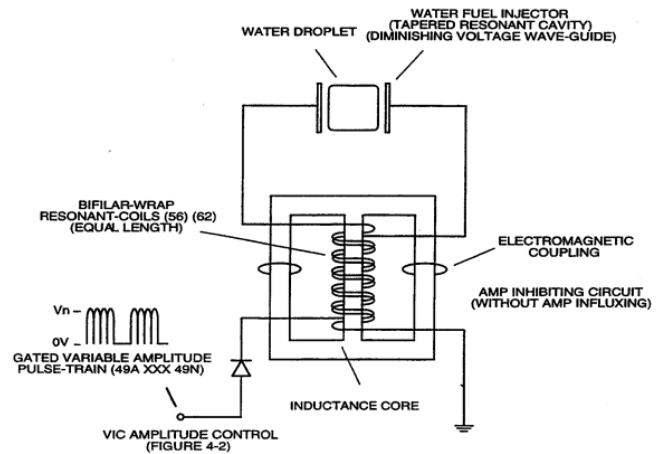 WATER DROPLET
WATER FUEL INJECTOR
(TAPERED RESONANT CAVITY)
(DIMINISHING VOLTAGE WAVE-GUIDE)
BIFILAR-WRAP
RESONANT-COILS (56) (62)
(EQUAL LENGTH)
ELECTROMAGNETIC
COUPLING
AMP INHIBITING CIRCUIT
(WITHOUT AMP INFLUXING)
Vn
0V
GATED VARIABLE AMPLITUDE
PULSE-TRAIN (49A XXX 49N)
INDUCTANCE CORE
VIC AMPLITUDE CONTROL
(FIGURE 4-2)